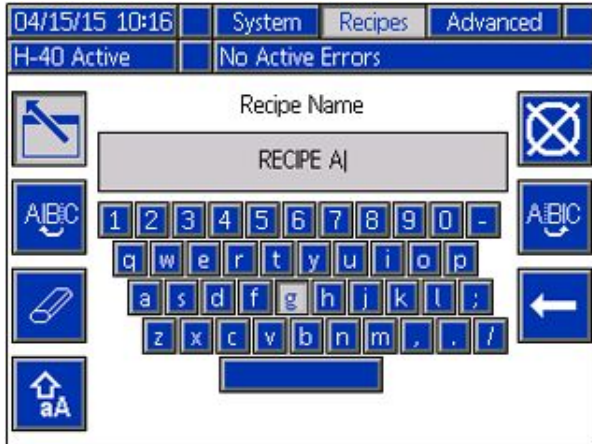 04/15/15 10:16 System Recipes Advanced
H-40 Active No Active Errors
Recipe Name
RECIPE A|
A|B|C 1 2 3 4 5 6 7 8 9 0 - A|B|C
q w e r t y u i o p
a s d f g h j k l ;
z x c v b n m , . /
aA